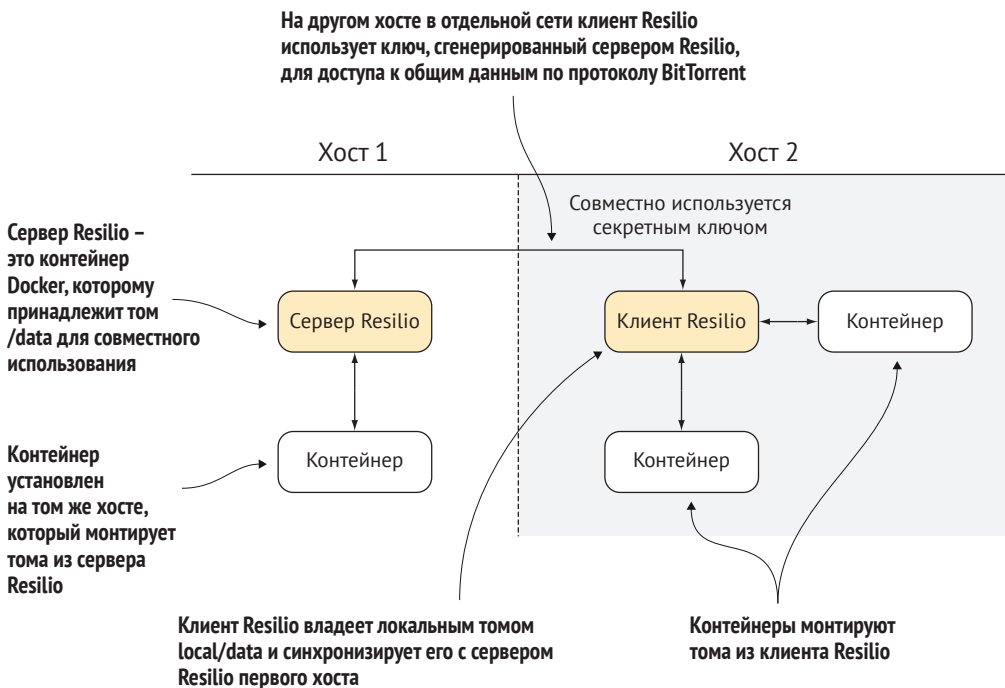 На другом хосте в отдельной сети клиент Resilio
использует ключ, сгенерированный сервером Resilio,
для доступа к общим данным по протоколу BitTorrent
Хост 1
Хост 2
Совместно используется
секретным ключом
Сервер Resilio –
это контейнер
Docker, которому
принадлежит том
/data для совместного
использования
Сервер Resilio
Клиент Resilio
Контейнер
Контейнер
установлен
на том же хосте,
который монтирует
тома из сервера
Resilio
Контейнер
Контейнер
Клиент Resilio владеет локальным томом
local/data и синхронизирует его с сервером
Resilio первого хоста
Контейнеры монтируют
тома из клиента Resilio